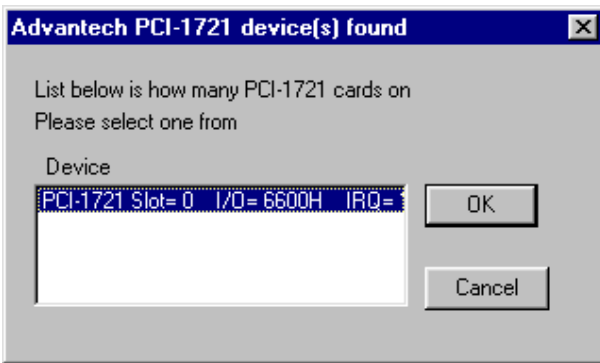 Advantech PCI-1721 device(s) found
List below is how many PCI-1721 cards on
Please select one from
Device
PCI-1721 Slot= 0 I/O= 6600H IRQ=
OK
Cancel